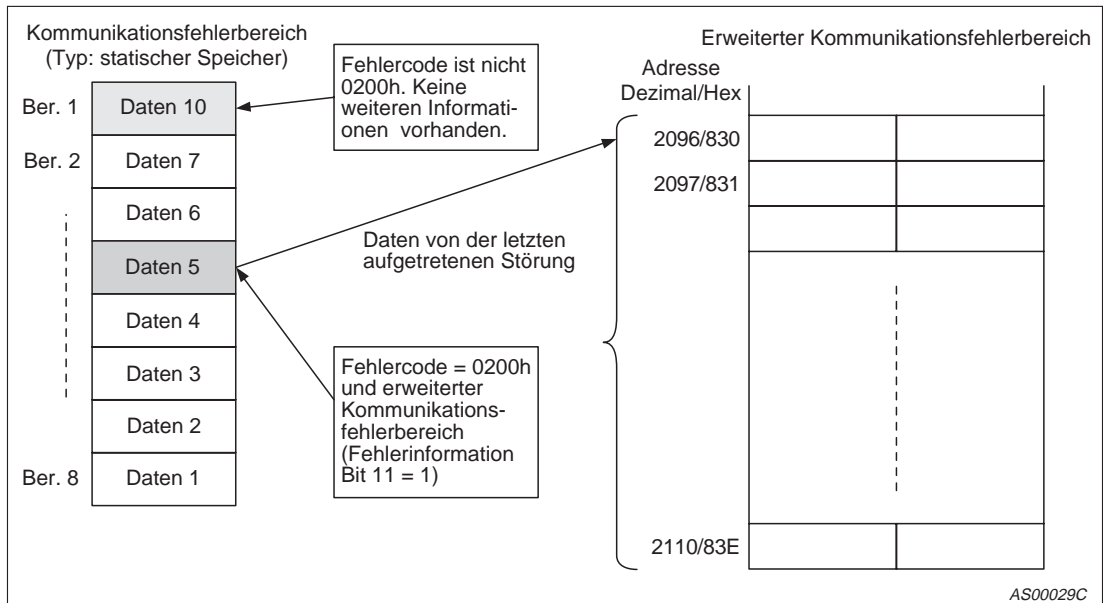 Kommunikationsfehlerbereich
(Typ: statischer Speicher)
Ber. 1
Daten 10
Ber. 2
Daten 7
Daten 6
Daten 5
Daten 4
Daten 3
Daten 2
Ber. 8
Daten 1
Fehlercode ist nicht
0200h. Keine
weiteren Informati-
onen vorhanden.
Daten von der letzten
aufgetretenen Störung
Fehlercode = 0200h
und erweiterter
Kommunikations-
fehlerbereich
(Fehlerinformation
Bit 11 = 1)
Erweiterter Kommunikationsfehlerbereich
Adresse
Dezimal/Hex
2096/830
2097/831
2110/83E
AS00029C